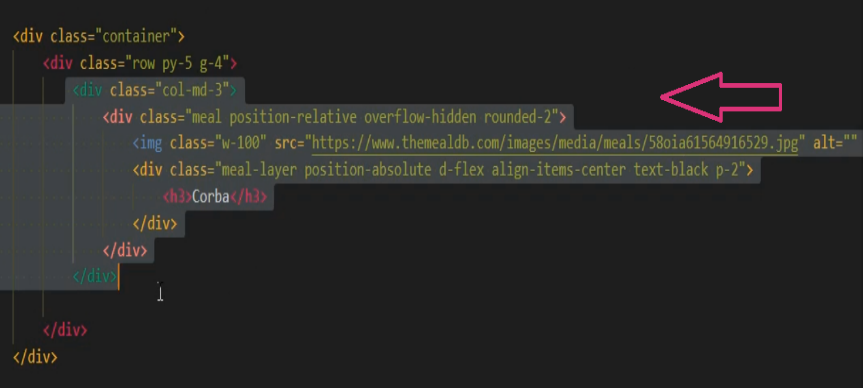 <div class="container">
<div class="row py-5 g-4">
<div class="col-md-3">
<div class="meal position-relative overflow-hidden rounded-2">
<img class="w-100" src="https://www.themealdb.com/images/media/meals/58oia61564916529.jpg" alt=""
<div class="meal-layer position-absolute d-flex align-items-center text-black p-2">
<h3>Corba</h3>
</div>
</div>
</div>
</div>
</div>